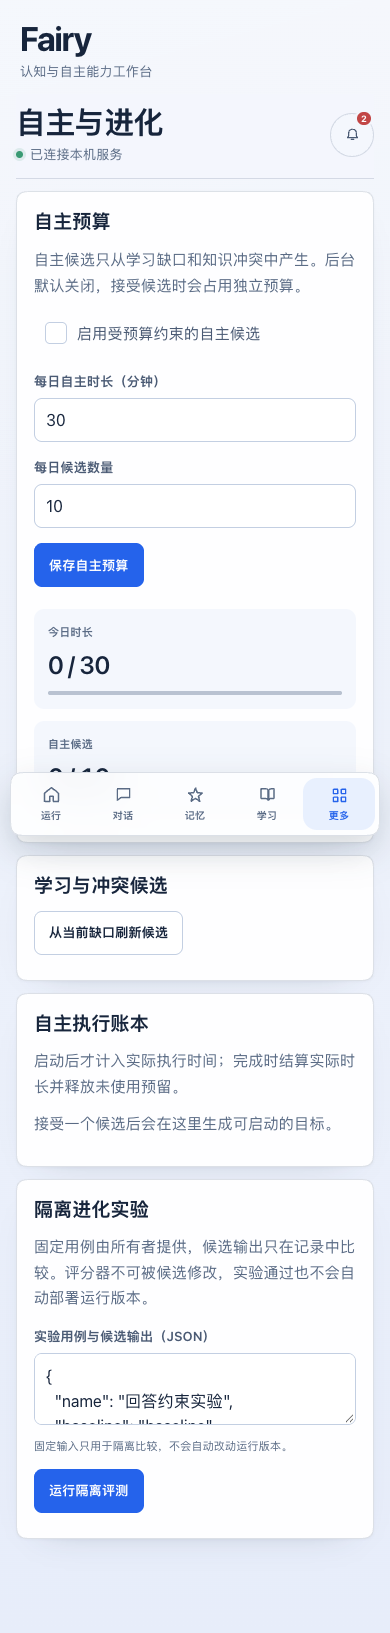 Fairy
认知与自主能力工作台
自主与进化
2
已连接本机服务
自主预算
自主候选只从学习缺口和知识冲突中产生。后台
默认关闭，接受候选时会占用独立预算。
启用受预算约束的自主候选
每日自主时长（分钟）
30
每日候选数量
10
保存自主预算
今日时长
0 / 30
自主候选
运行
对话
记忆
学习
更多
学习与冲突候选
从当前缺口刷新候选
自主执行账本
启动后才计入实际执行时间；完成时结算实际时
长并释放未使用预留。
接受一个候选后会在这里生成可启动的目标。
隔离进化实验
固定用例由所有者提供，候选输出只在记录中比
较。评分器不可被候选修改，实验通过也不会自
动部署运行版本。
实验用例与候选输出（JSON）
{
"name": "回答约束实验",
固定输入只用于隔离比较，不会自动改动运行版本。
运行隔离评测